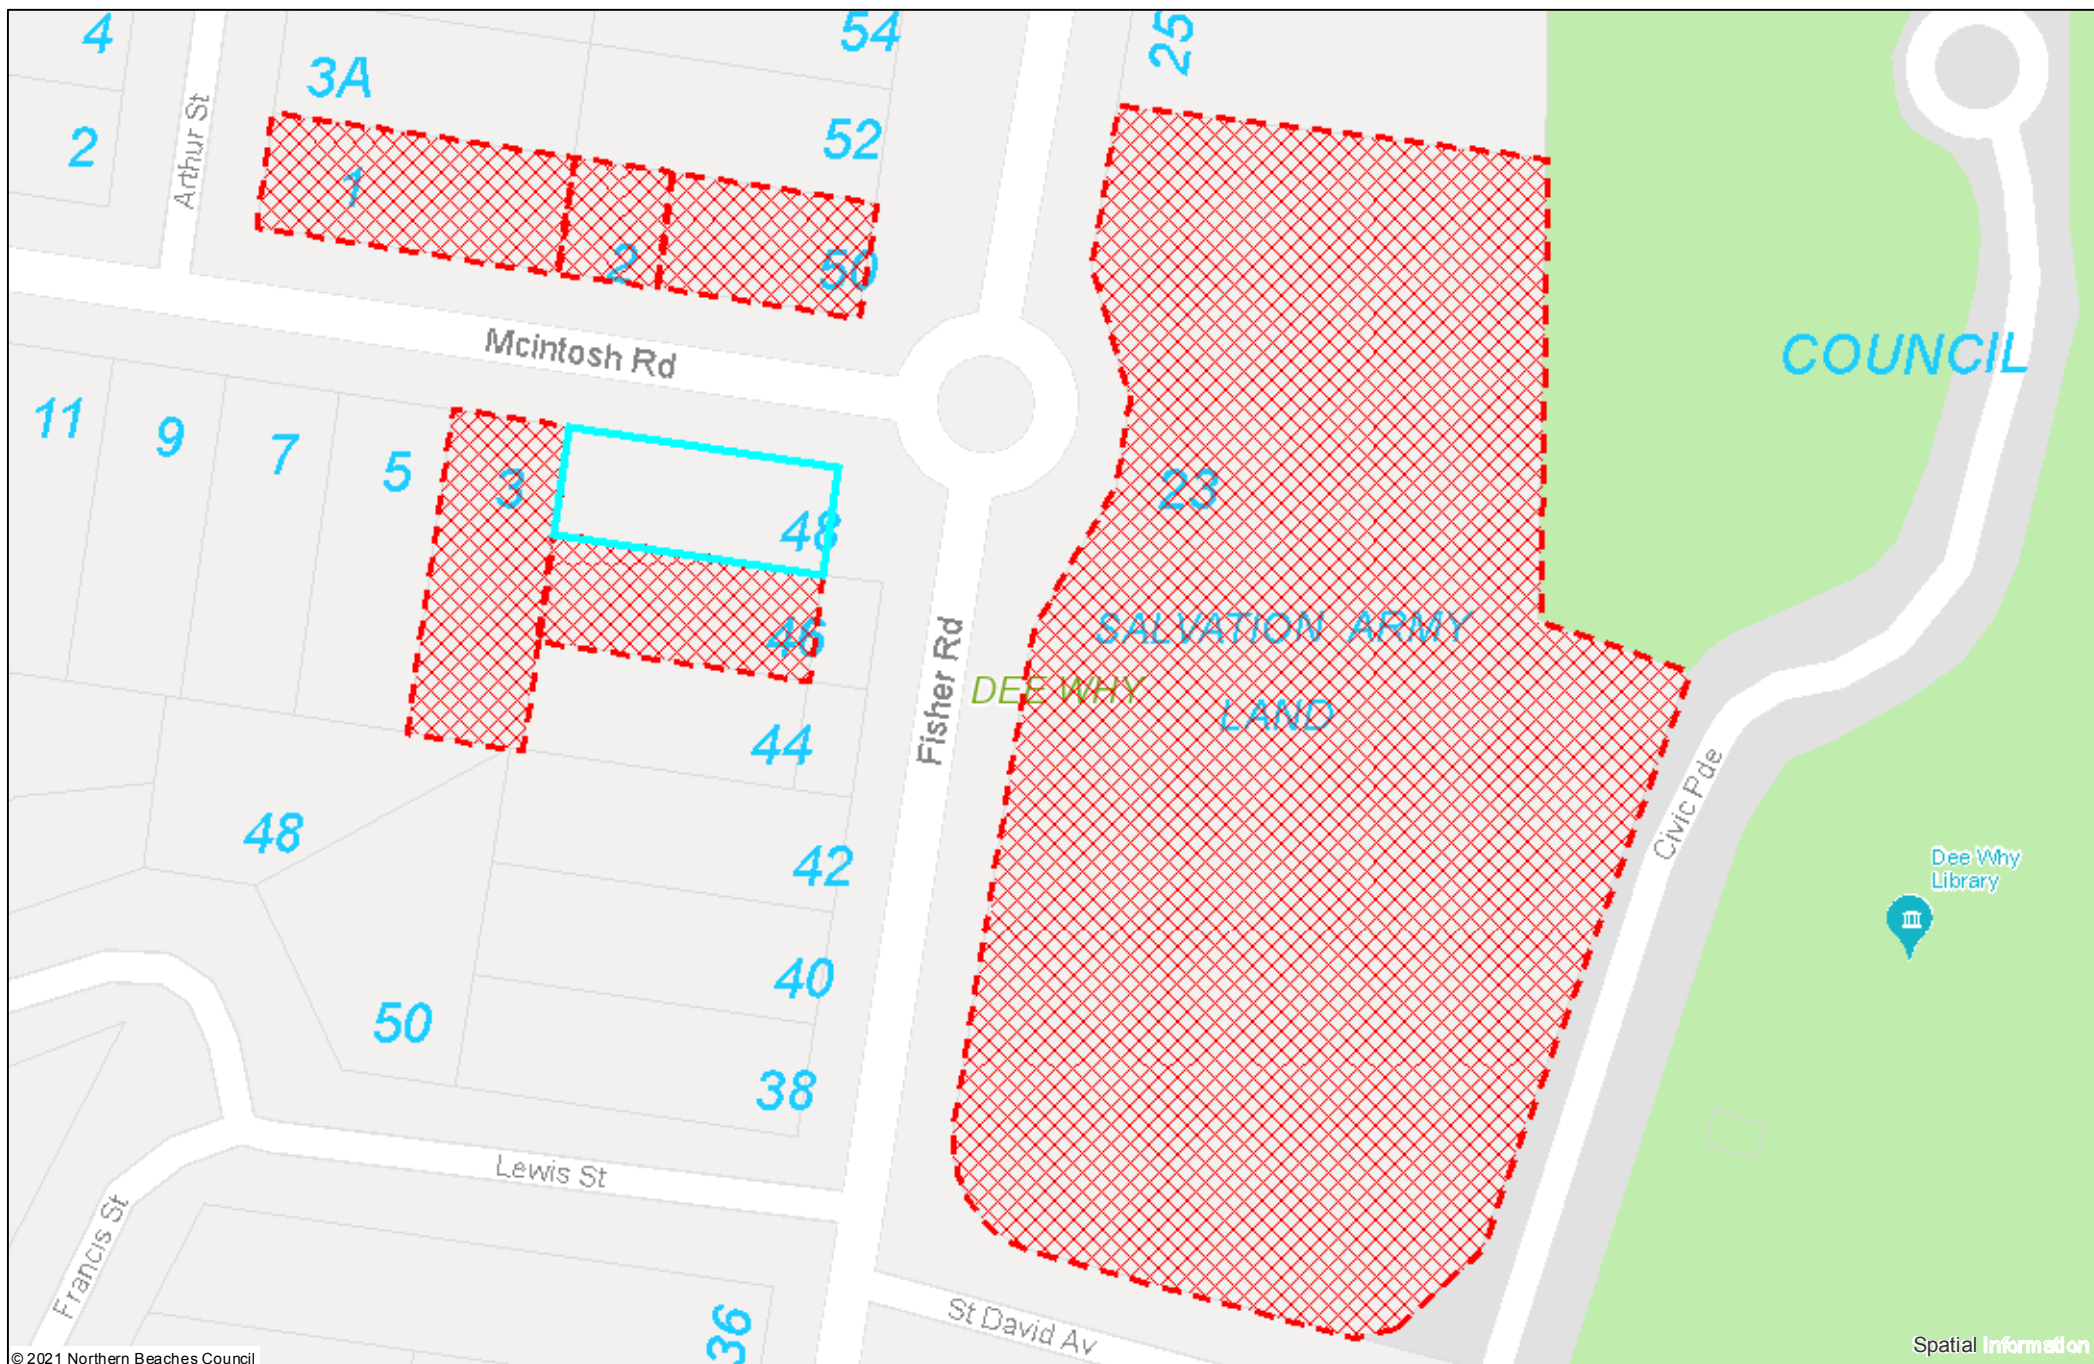 4
54
25
3A
2
52
Arthur St
1
2
50
Mcintosh Rd
COUNCIL
11
9
7
5
3
48
23
46
SALVATION ARMY
Fisher Rd
DEE WHY
LAND
44
48
42
Civic Pde
Dee Why
Library
40
50
38
Lewis St
Francis St
36
St David Av
Spatial Information
© 2021 Northern Beaches Council